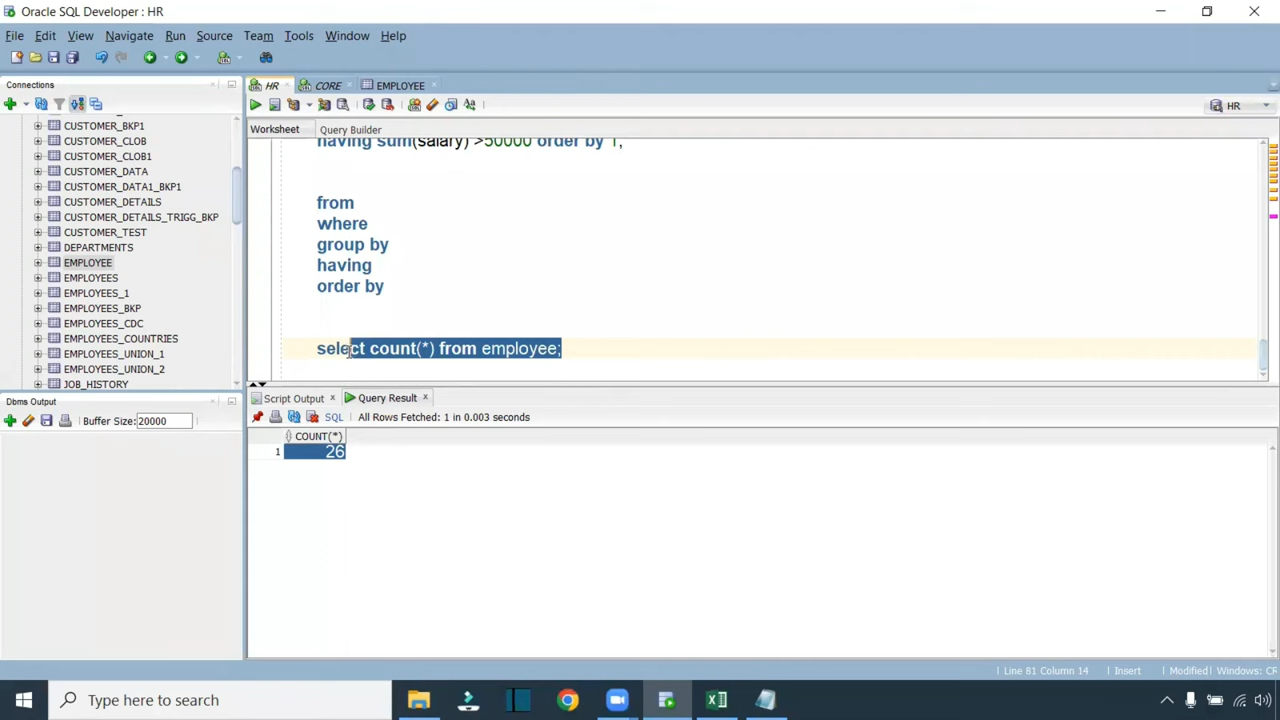 Oracle SQL Developer : HR
File Edit View Navigate Run Source Team Tools Window Help
Connections
CUSTOMER_BKP1
CUSTOMER_CLOB
CUSTOMER_CLOB1
CUSTOMER_DATA
CUSTOMER_DATA1_BKP1
CUSTOMER_DETAILS
CUSTOMER_DETAILS_TRIGG_BKP
CUSTOMER_TEST
DEPARTMENTS
EMPLOYEE
EMPLOYEES
EMPLOYEES_1
EMPLOYEES_BKP
EMPLOYEES_CDC
EMPLOYEES_COUNTRIES
EMPLOYEES_UNION_1
EMPLOYEES_UNION_2
JOB_HISTORY
Dbms Output
Buffer Size: 20000
HR CORE EMPLOYEE
HR
Worksheet Query Builder
having sum(salary) >50000 order by 1;
from
where
group by
having
order by
select count(*) from employee;
Script Output Query Result
SQL All Rows Fetched: 1 in 0.003 seconds
COUNT(*)
1 26
Line 81 Column 14 Insert Modified Windows: CR
Type here to search